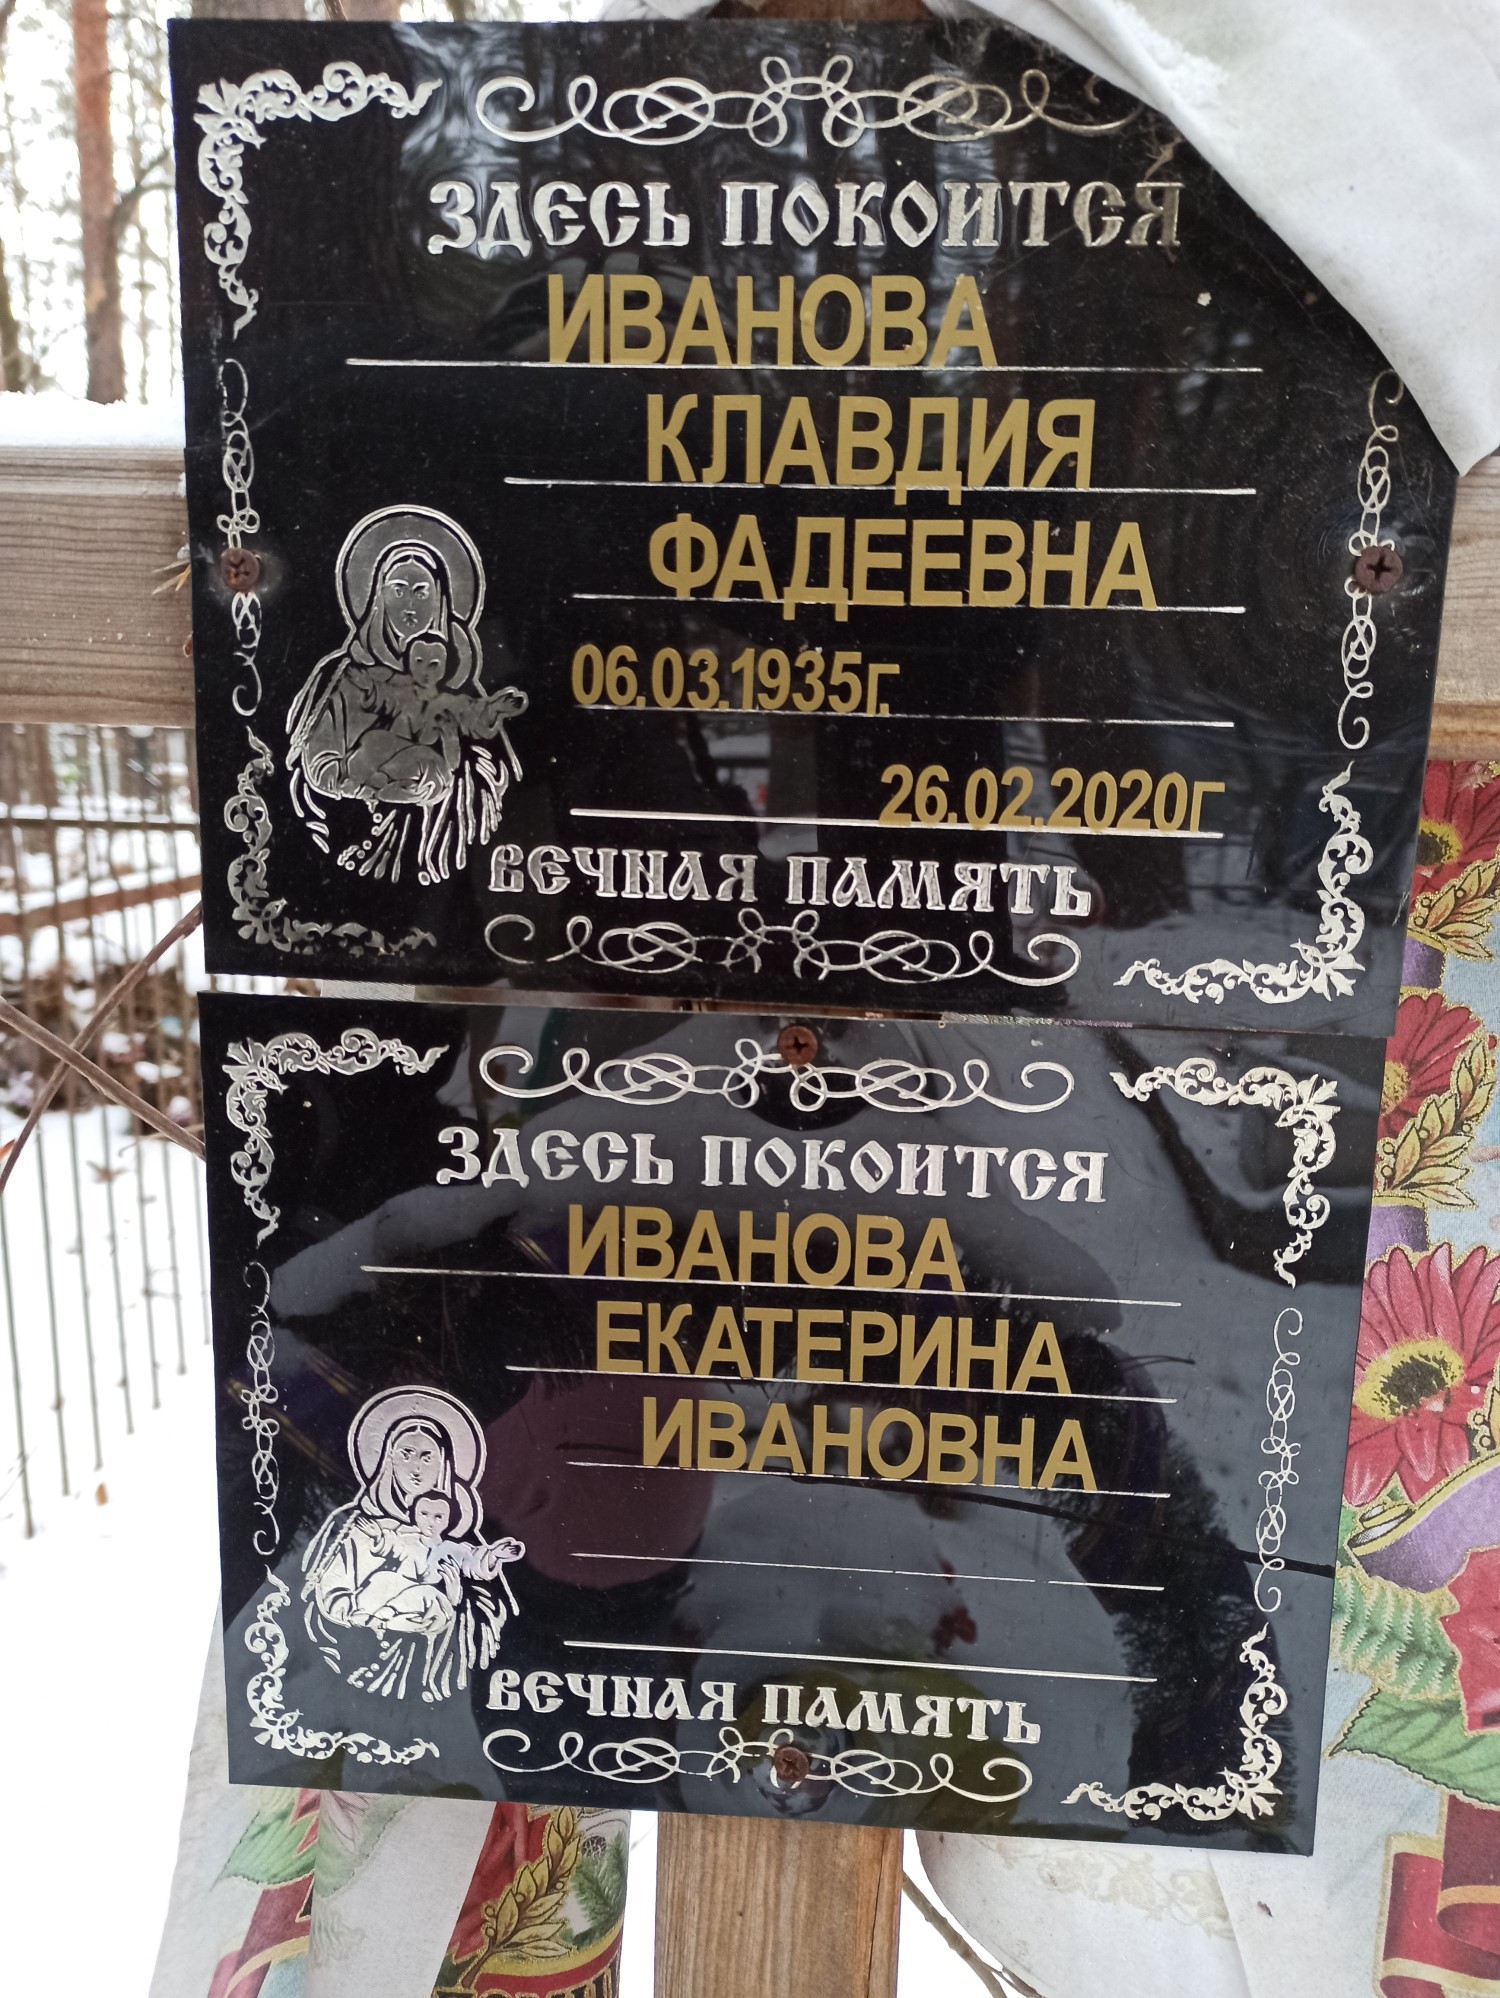 ЗДЕСЬ ПОКОИТСЯ
ИВАНОВА
КЛАВДИЯ
ФАДЕЕВНА
06.03.1935г.
26.02.2020г
ВЕЧНАЯ ПАМЯТЬ
ЗДЕСЬ ПОКОИТСЯ
ИВАНОВА
ЕКАТЕРИНА
ИВАНОВНА
ВЕЧНАЯ ПАМЯТЬ